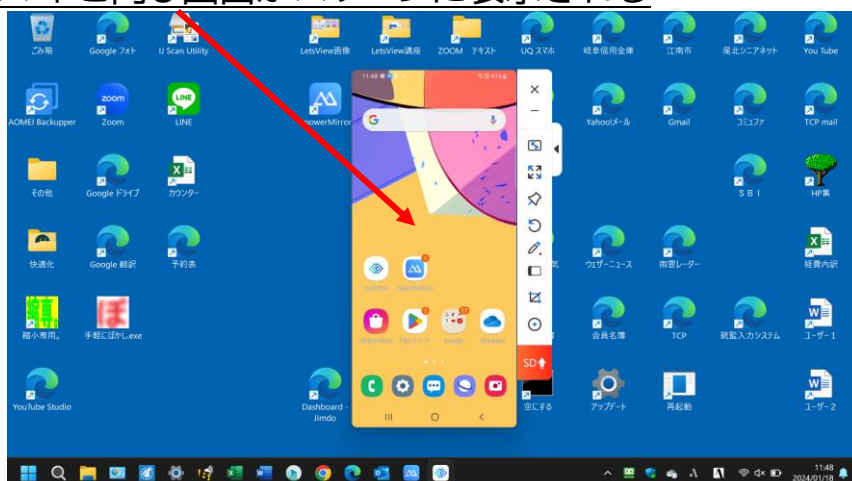 ごみ箱
Google フォト
IJ Scan Utility
LetsView画像
LetsView講座
ZOOM テキスト
UQ スマホ
岐阜信用金庫
江南市
尾北シニアネット
You Tube
11:48
41%
AOMEI Backupper
zoom
Zoom
LINE
LINE
powerMirror
Yahoo!メール
Gmail
コミュファ
TCP mail
その他
Google ドライブ
カウンター
ＳＢＩ
HP集
快適化
Google 翻訳
予約表
ウェザーニュース
雨雲レーダー
経費内訳
縮小専用。
ぼ
手軽にぼかし.exe
会員名簿
TCP
統監入力システム
ユーザー1
SD
YouTube Studio
Dashboard -
Jimdo
空にする
アップデート
再起動
ユーザー2
11:48
2024/01/18